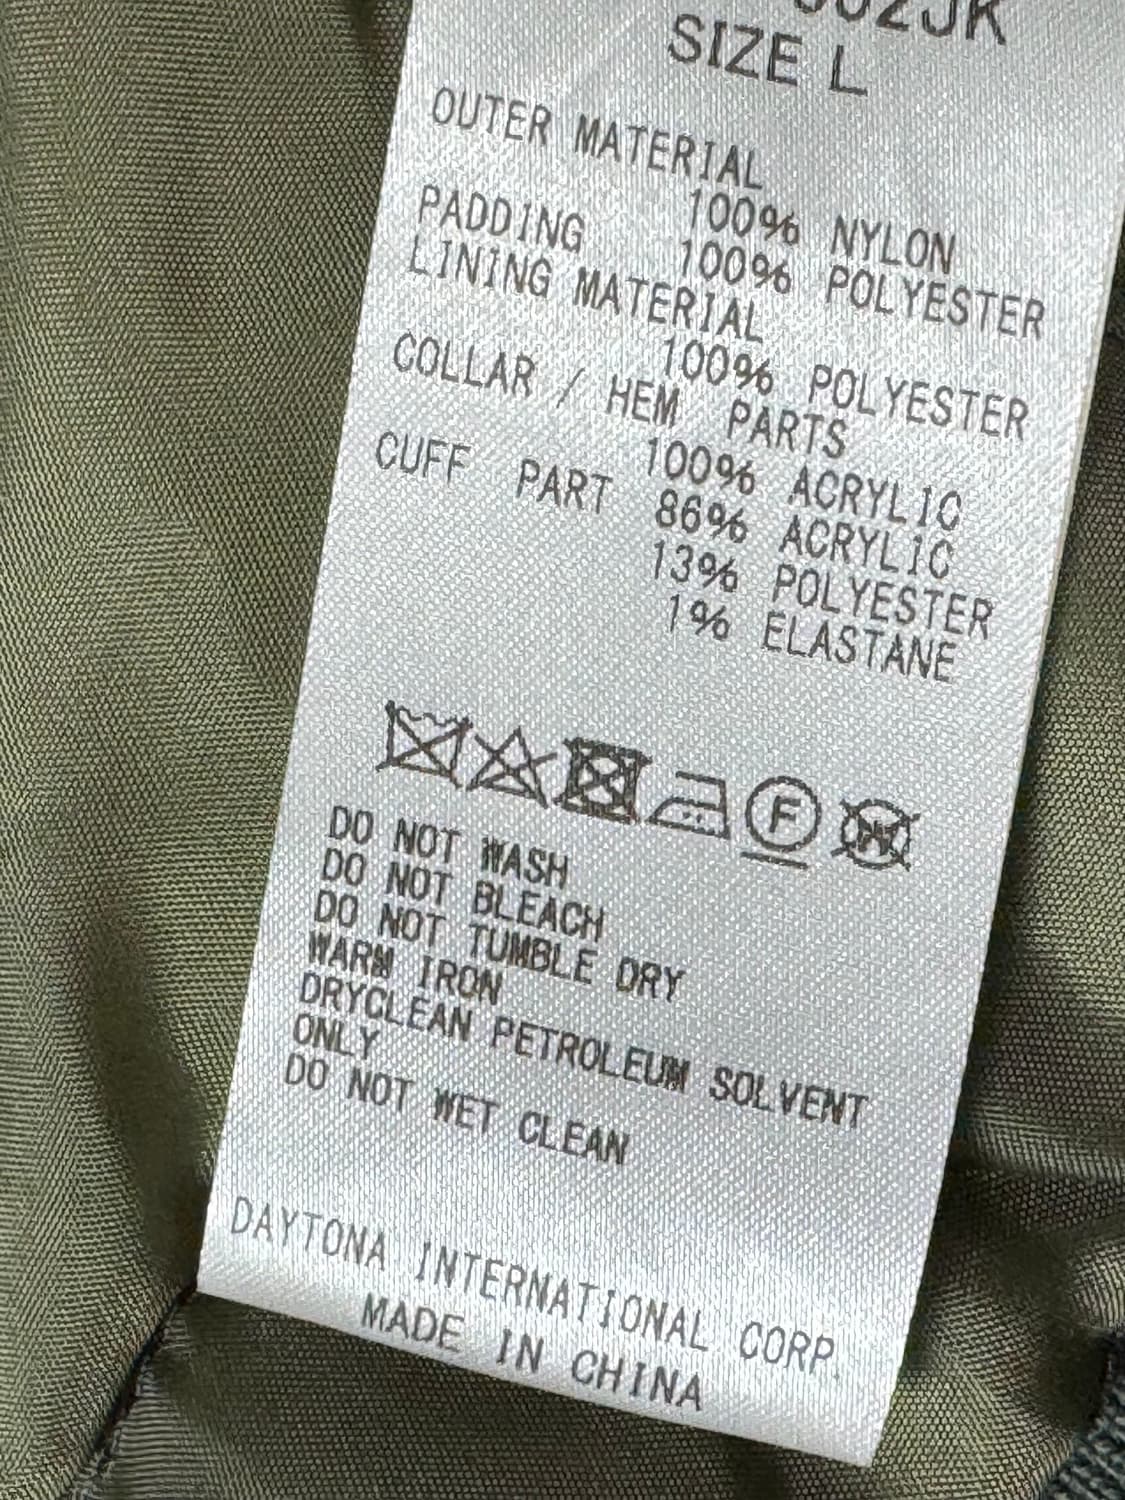 SIZE L
OUTER MATERIAL
100% NYLON
PADDING 100% POLYESTER
LINING MATERIAL
100% POLYESTER
COLLAR / HEM PARTS
100% ACRYLIC
CUFF PART 86% ACRYLIC
13% POLYESTER
1% ELASTANE
F
W
DO NOT WASH
DO NOT BLEACH
DO NOT TUMBLE DRY
WARM IRON
DRYCLEAN PETROLEUM SOLVENT
ONLY
DO NOT WET CLEAN
DAYTONA INTERNATIONAL CORP.
MADE IN CHINA